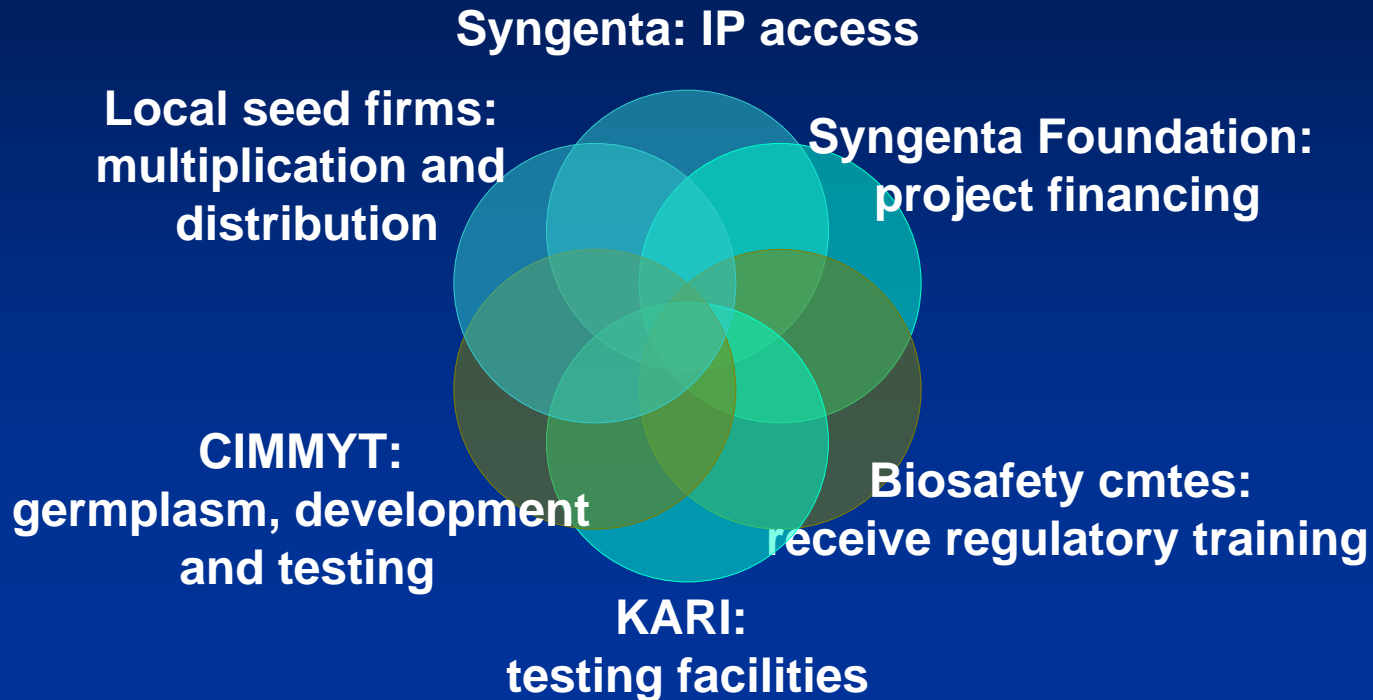 Syngenta: IP access
Local seed firms:
multiplication and
distribution
Syngenta Foundation:
project financing
CIMMYT:
germplasm, development
and testing
Biosafety cmtes:
receive regulatory training
KARI:
testing facilities